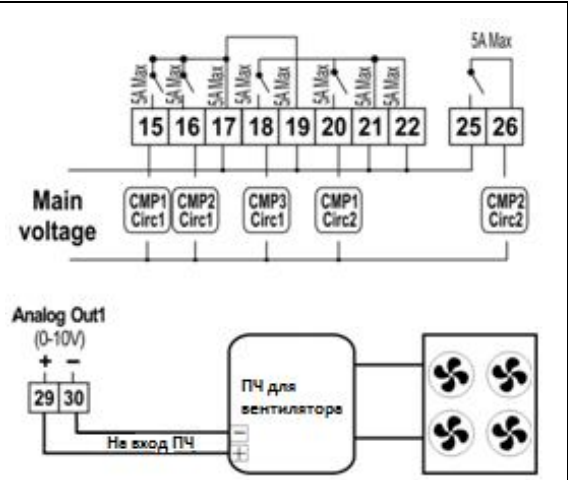 5A Max
5A Max 5A Max 5A Max 5A Max 5A Max 5A Max 5A Max
15 16 17 18 19 20 21 22 25 26
Main voltage
CMP1 Circ1
CMP2 Circ1
CMP3 Circ1
CMP1 Circ2
CMP2 Circ2
Analog Out1
(0-10V)
+ −
29 30
На вход ПЧ
ПЧ для
вентилятора
−
+